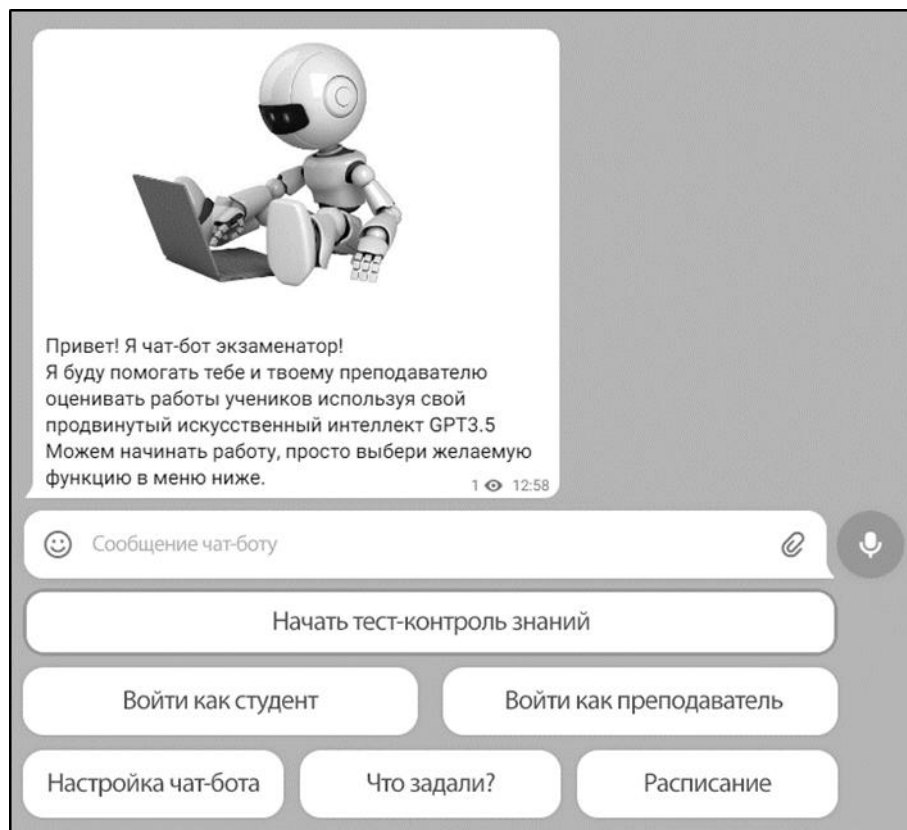 Привет! Я чат-бот экзаменатор!
Я буду помогать тебе и твоему преподавателю
оценивать работы учеников используя свой
продвинутый искусственный интеллект GPT3.5
Можем начинать работу, просто выбери желаемую
функцию в меню ниже.
1 12:58
Сообщение чат-боту
Начать тест-контроль знаний
Войти как студент
Войти как преподаватель
Настройка чат-бота
Что задали?
Расписание